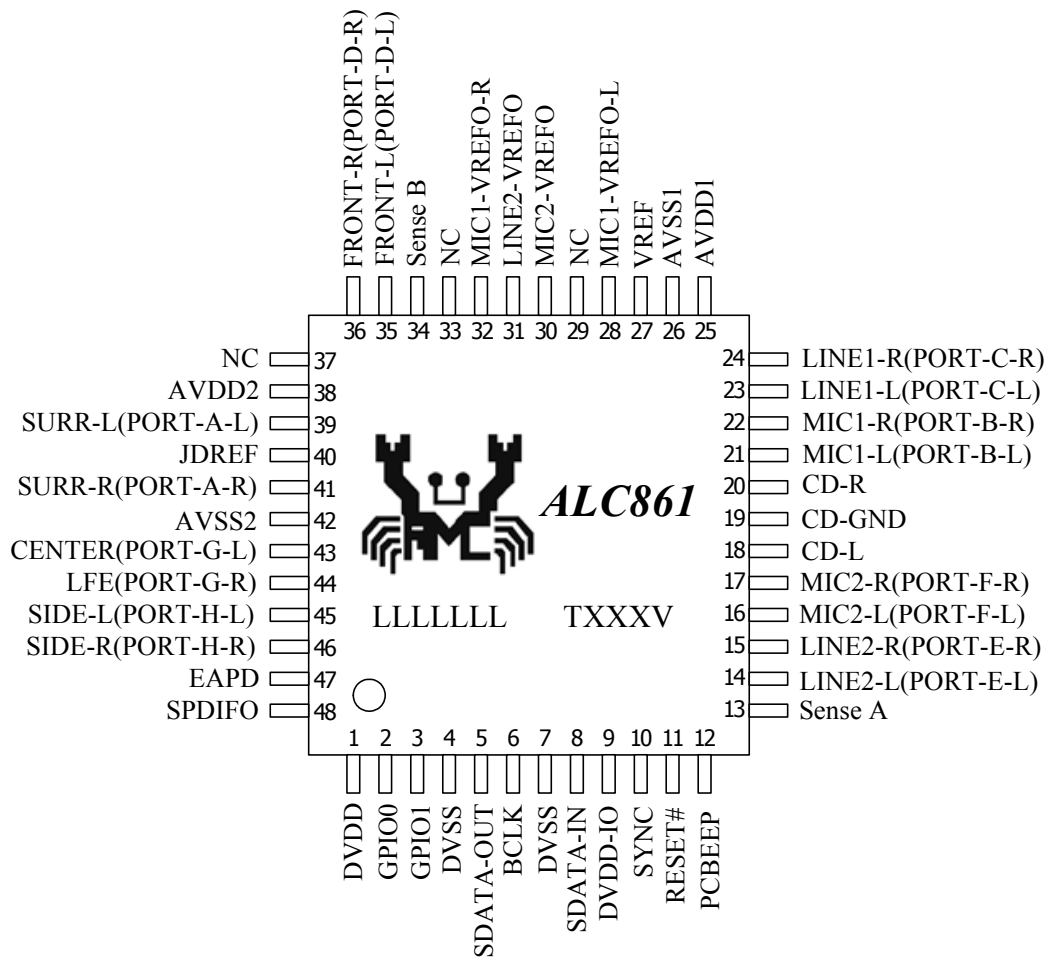 FRONT-R(PORT-D-R)
FRONT-L(PORT-D-L)
Sense B
NC
MIC1-VREFO-R
LINE2-VREFO
MIC2-VREFO
NC
MIC1-VREFO-L
VREF
AVSS1
AVDD1
36 35 34 33 32 31 30 29 28 27 26 25
NC 37
AVDD2 38
SURR-L(PORT-A-L) 39
JDREF 40
SURR-R(PORT-A-R) 41
AVSS2 42
CENTER(PORT-G-L) 43
LFE(PORT-G-R) 44
SIDE-L(PORT-H-L) 45
SIDE-R(PORT-H-R) 46
EAPD 47
SPDIFO 48
ALC861
LLLLLLL TXXXV
24 LINE1-R(PORT-C-R)
23 LINE1-L(PORT-C-L)
22 MIC1-R(PORT-B-R)
21 MIC1-L(PORT-B-L)
20 CD-R
19 CD-GND
18 CD-L
17 MIC2-R(PORT-F-R)
16 MIC2-L(PORT-F-L)
15 LINE2-R(PORT-E-R)
14 LINE2-L(PORT-E-L)
13 Sense A
1 2 3 4 5 6 7 8 9 10 11 12
DVDD
GPIO0
GPIO1
DVSS
SDATA-OUT
BCLK
DVSS
SDATA-IN
DVDD-IO
SYNC
RESET#
PCBEEP